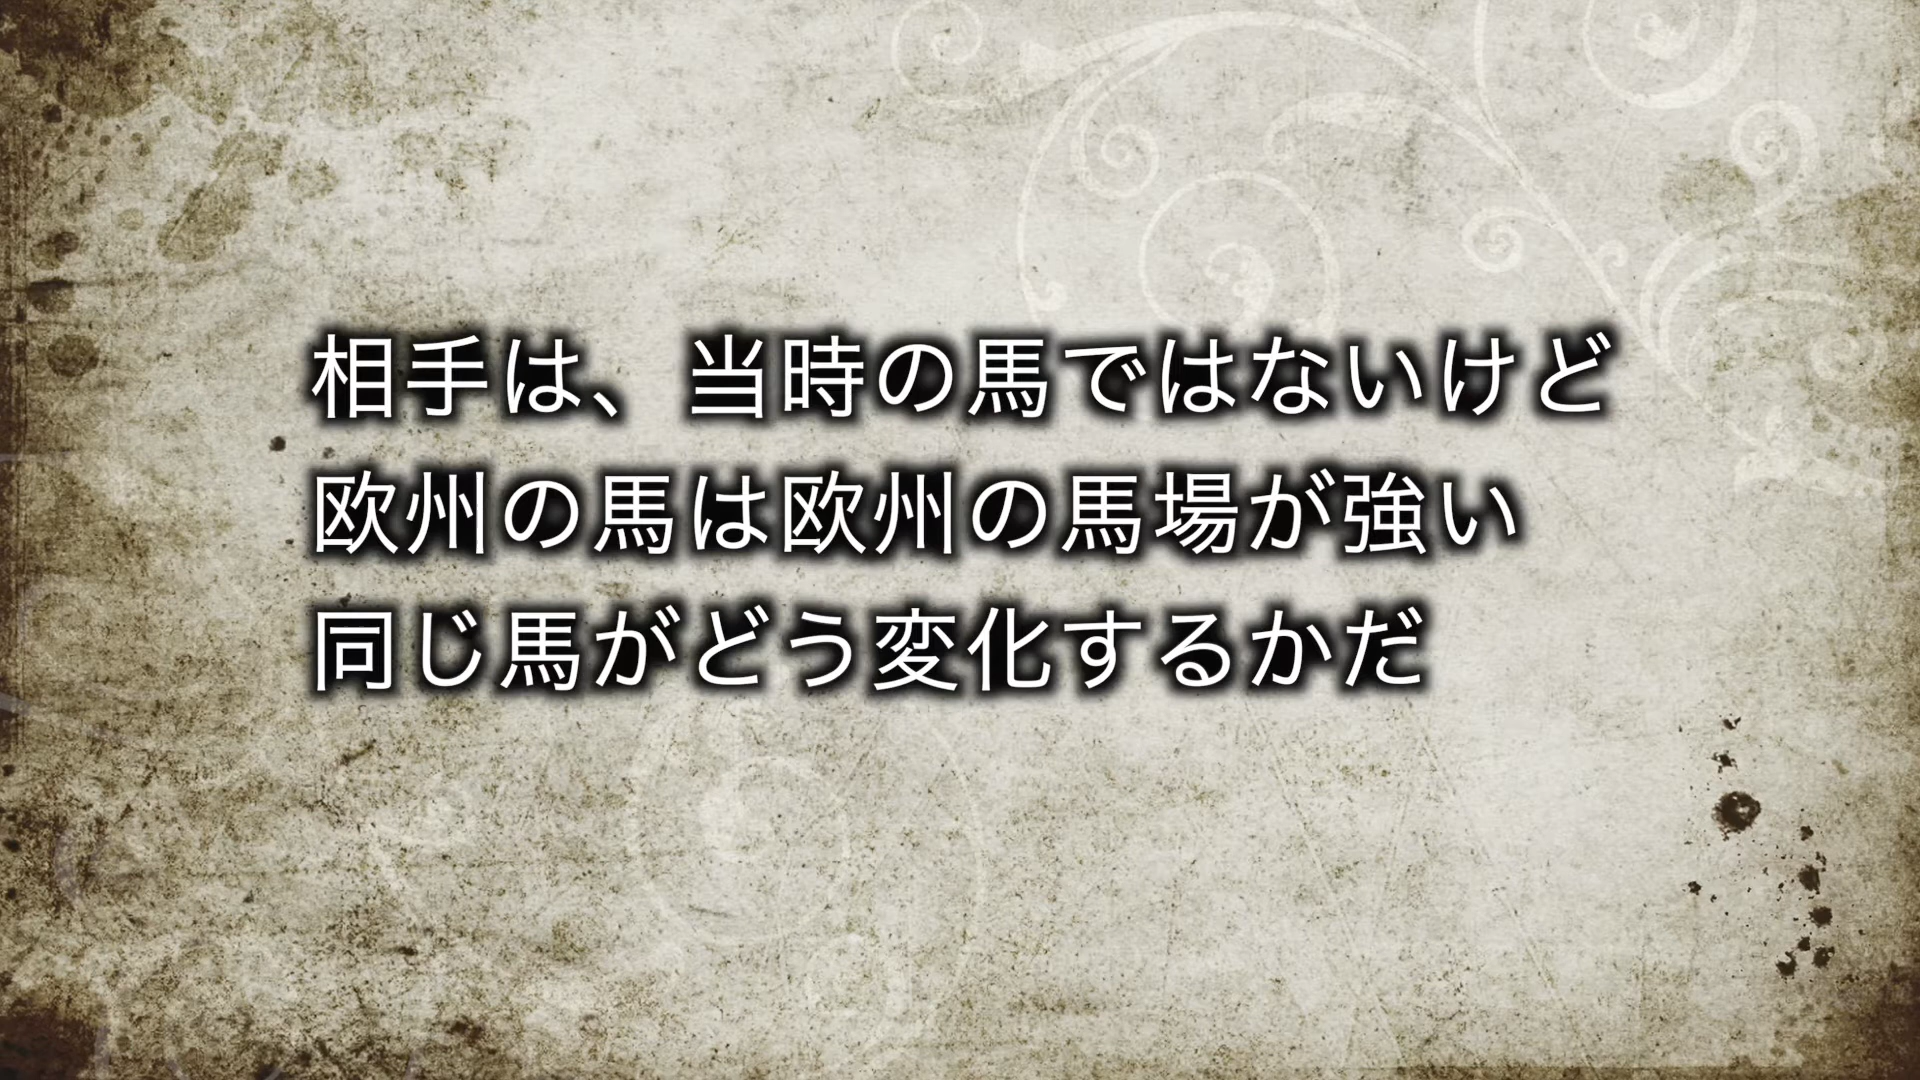 相手は、当時の馬ではないけど
欧州の馬は欧州の馬場が強い
同じ馬がどう変化するかだ